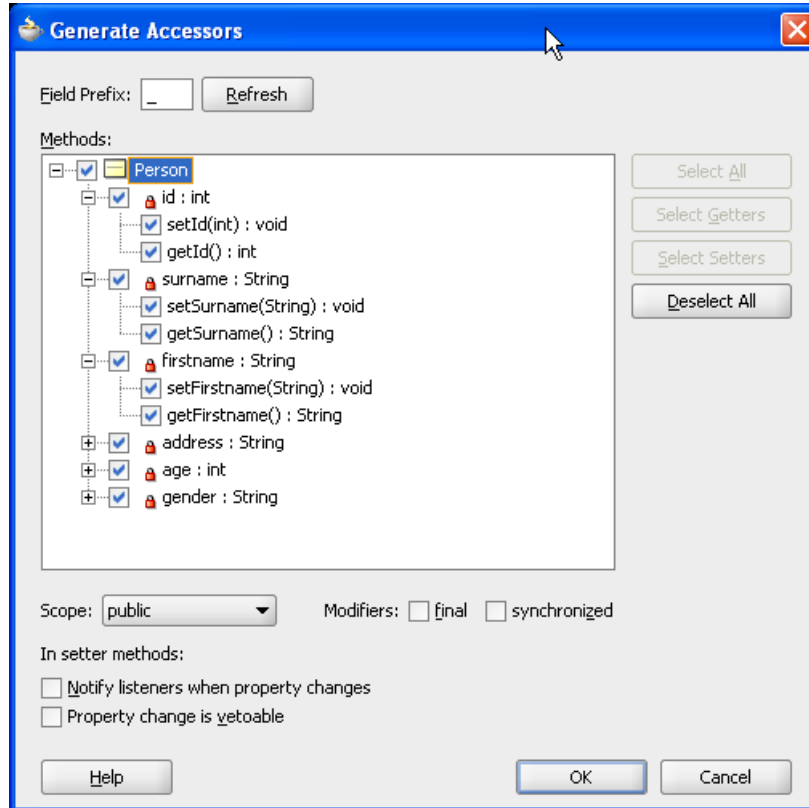 Generate Accessors
Field Prefix: _ Refresh
Methods:
Person
id : int
setId(int) : void
getId() : int
surname : String
setSurname(String) : void
getSurname() : String
firstname : String
setFirstname(String) : void
getFirstname() : String
address : String
age : int
gender : String
Select All
Select Getters
Select Setters
Deselect All
Scope: public Modifiers: final synchronized
In setter methods:
Notify listeners when property changes
Property change is vetoable
Help OK Cancel